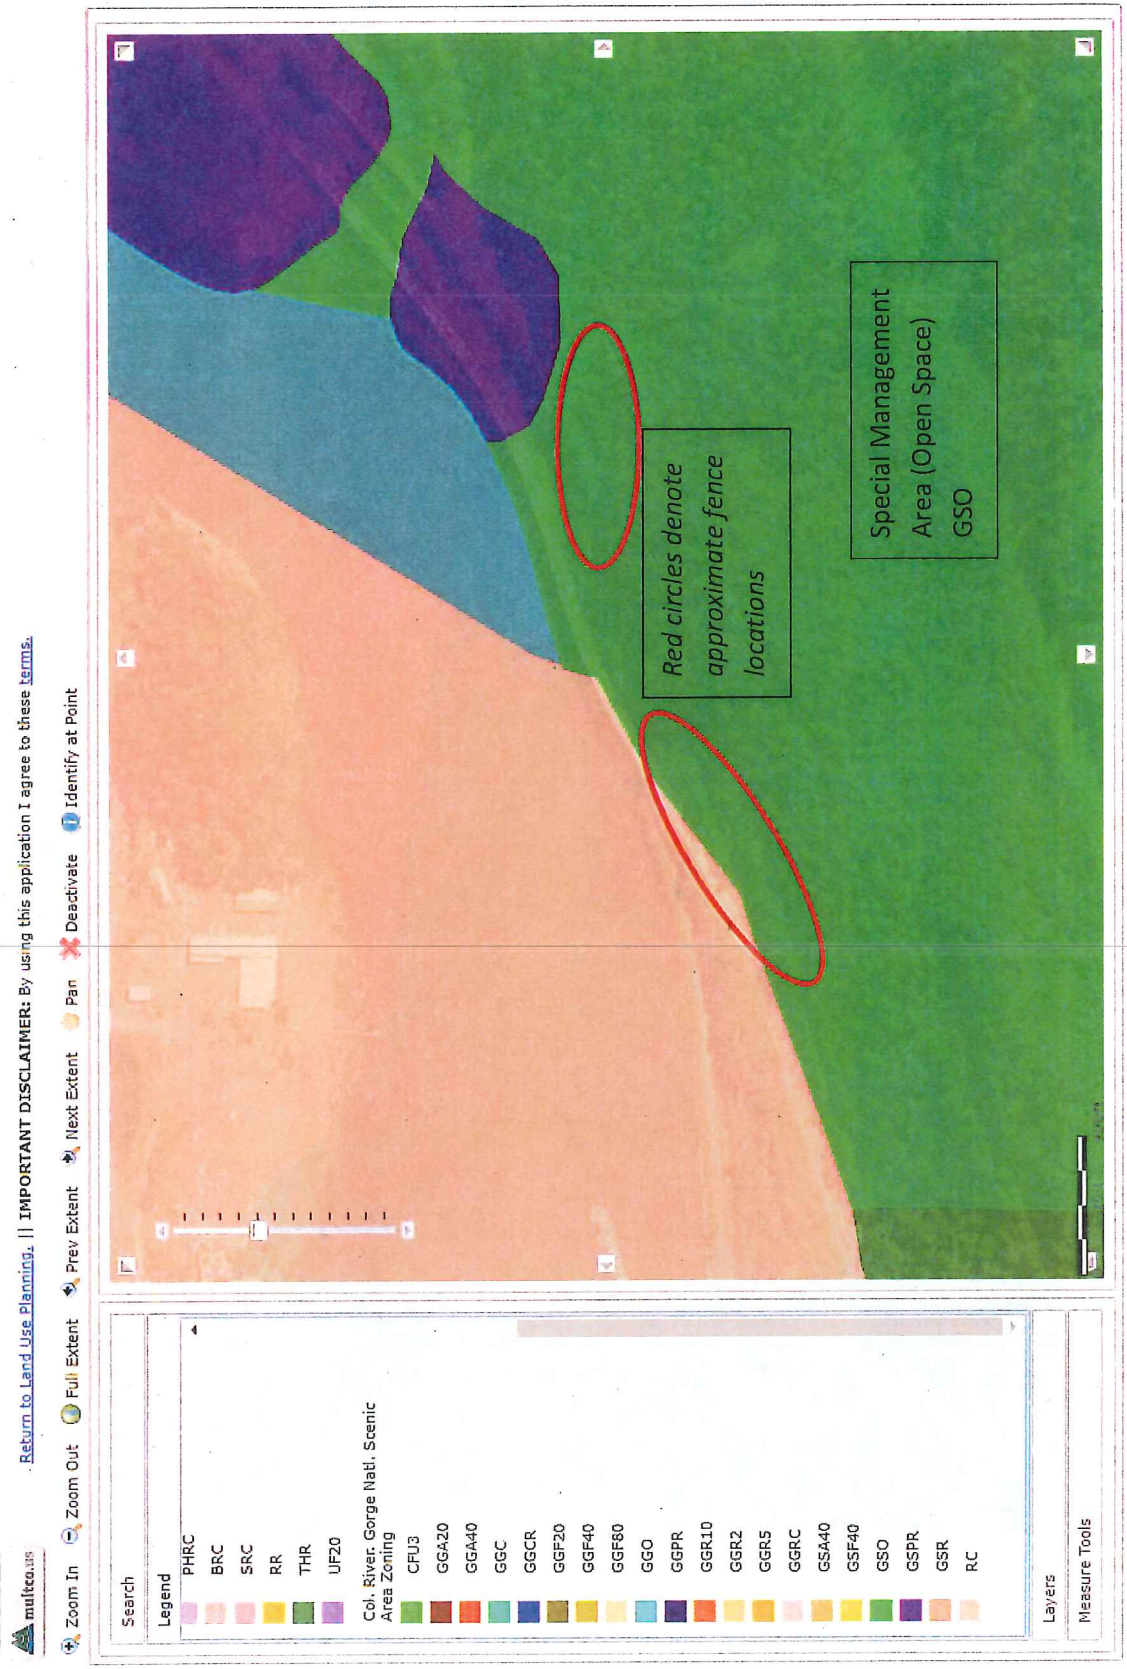 multco.us
Return to Land Use Planning. || IMPORTANT DISCLAIMER: By using this application I agree to these terms.
Zoom In Zoom Out Full Extent Prev Extent Next Extent Pan Deactivate Identify at Point
Search
Legend
PHRC
BRC
SRC
RR
THR
UF20
Col. River. Gorge Natl. Scenic
Area Zoning
CFU3
GGA20
GGA40
GGC
GGCR
GGF20
GGF40
GGF80
GGO
GGPR
GGR10
GGR2
GGR5
GGRC
GSA40
GSF40
GSO
GSPR
GSR
RC
Layers
Measure Tools
Red circles denote
approximate fence
locations
Special Management
Area (Open Space)
GSO